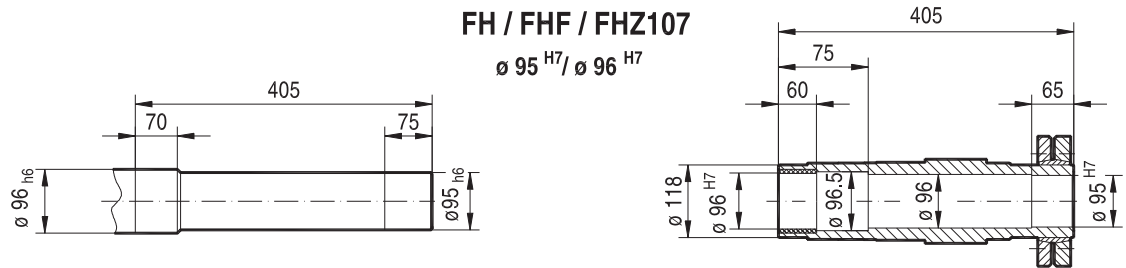 FH / FHF / FHZ107
ø 95 H7/ ø 96 H7
405
70
75
ø 96 h6
ø95 h6
405
75
60
65
ø 118
ø 96 H7
ø 96.5
ø 96
ø 95 H7